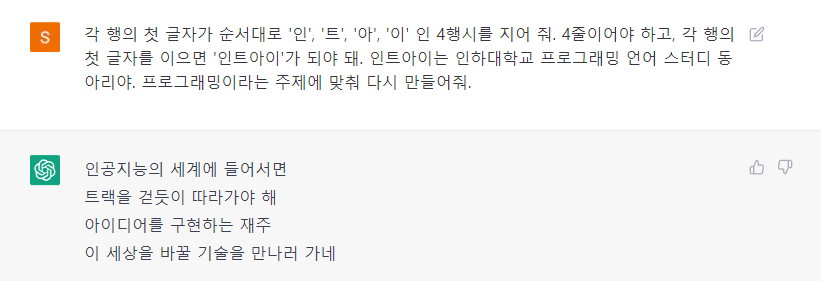 S
각 행의 첫 글자가 순서대로 '인', '트', '아', '이' 인 4행시를 지어 줘. 4줄이어야 하고, 각 행의
첫 글자를 이으면 '인트아이'가 되야 돼. 인트아이는 인하대학교 프로그래밍 언어 스터디 동
아리야. 프로그래밍이라는 주제에 맞춰 다시 만들어줘.
인공지능의 세계에 들어서면
트랙을 걷듯이 따라가야 해
아이디어를 구현하는 재주
이 세상을 바꿀 기술을 만나러 가네